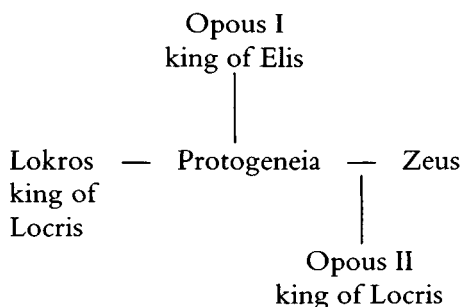 Opous I
king of Elis
Lokros — Protogeneia — Zeus
king of
Locris
Opous II
king of Locris